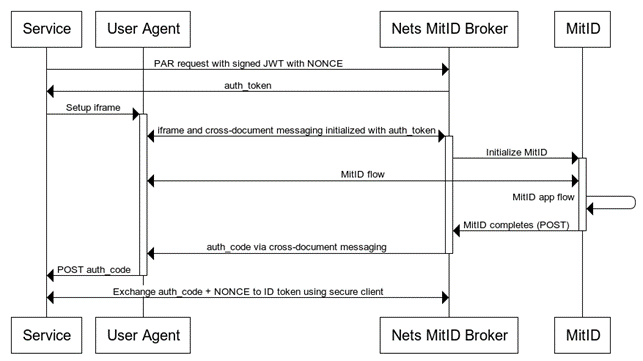 Service User Agent Nets MitID Broker MitID
PAR request with signed JWT with NONCE
auth_token
Setup iframe
iframe and cross-document messaging initialized with auth_token
Initialize MitID
MitID flow
MitID app flow
MitID completes (POST)
auth_code via cross-document messaging
POST auth_code
Exchange auth_code + NONCE to ID token using secure client
Service User Agent Nets MitID Broker MitID